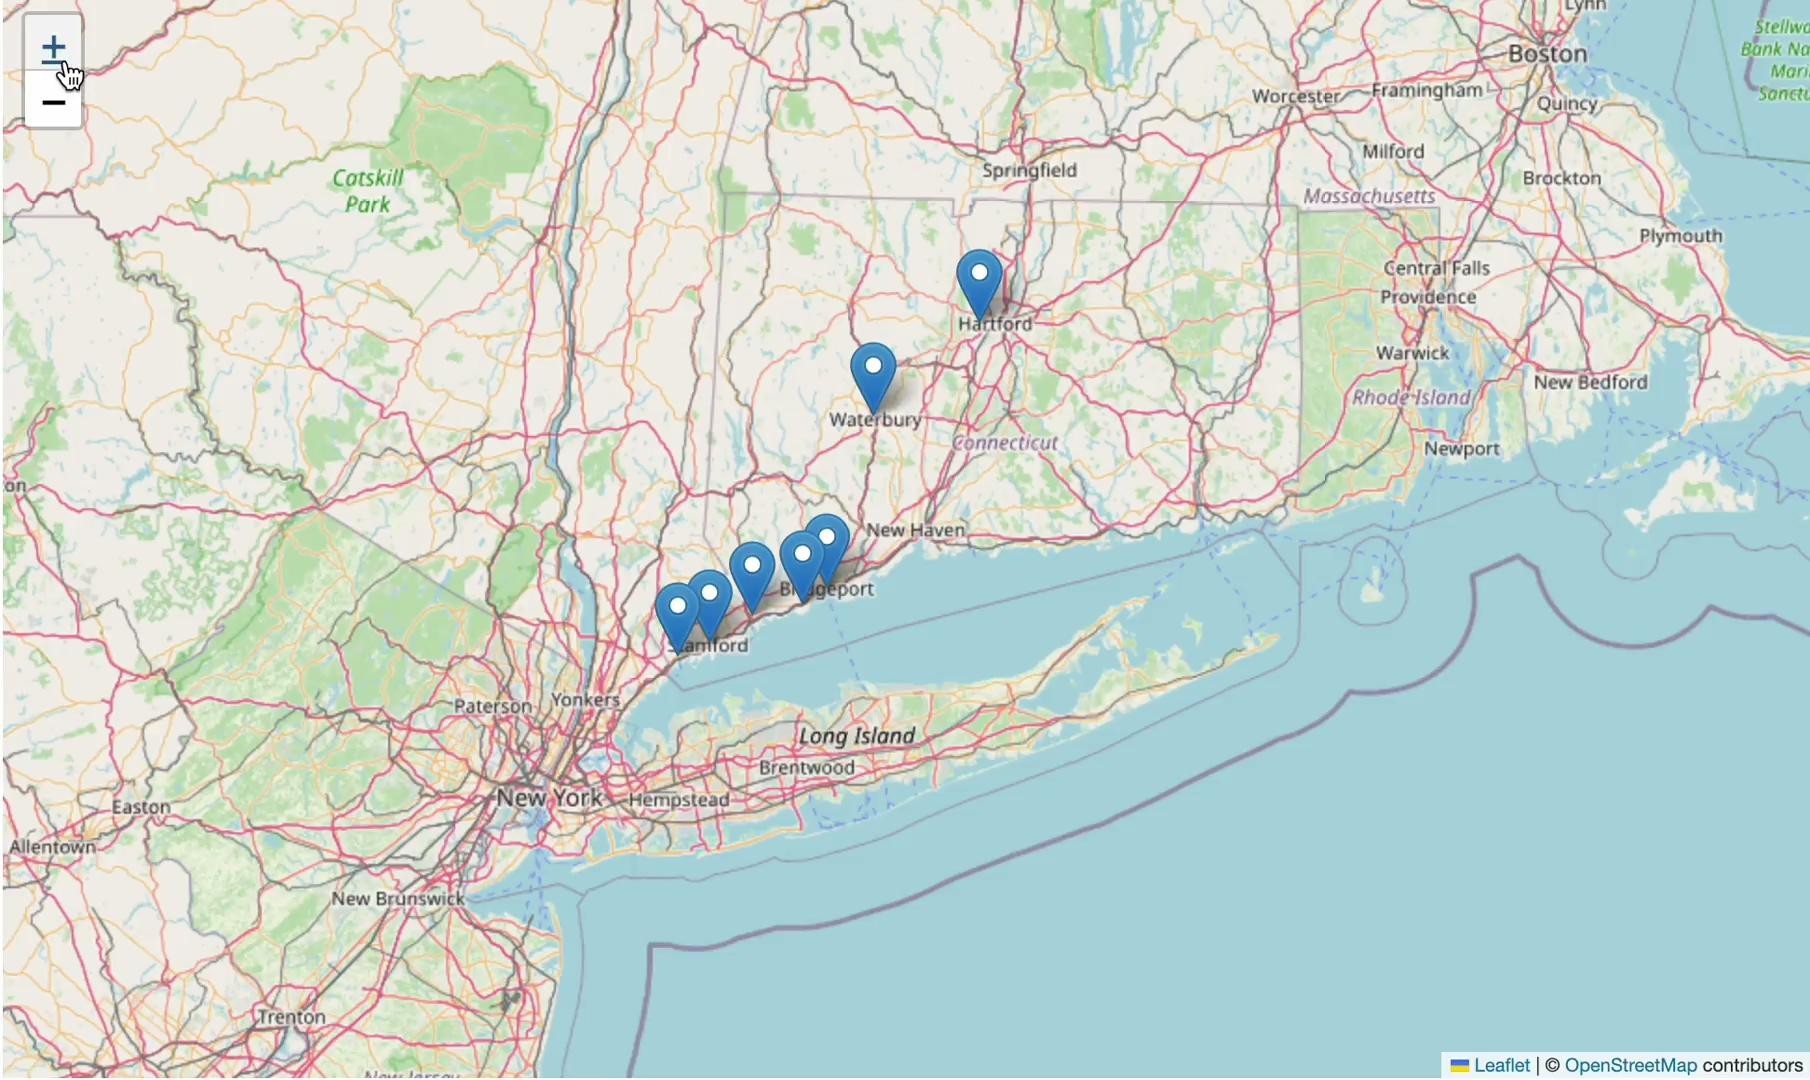 +
−
Lynn
Boston
Stellwa
Bank Na
Mari
Sanctu
Worcester
Framingham
Quincy
Milford
Springfield
Brockton
Catskill
Park
Massachusetts
Plymouth
Central Falls
Providence
Hartford
Warwick
New Bedford
Rhode Island
Waterbury
Connecticut
Newport
on
New Haven
Bridgeport
Stamford
Yonkers
Paterson
Long Island
Brentwood
New York
Hempstead
Easton
Allentown
New Brunswick
Trenton
New Jersey
Leaflet | © OpenStreetMap contributors